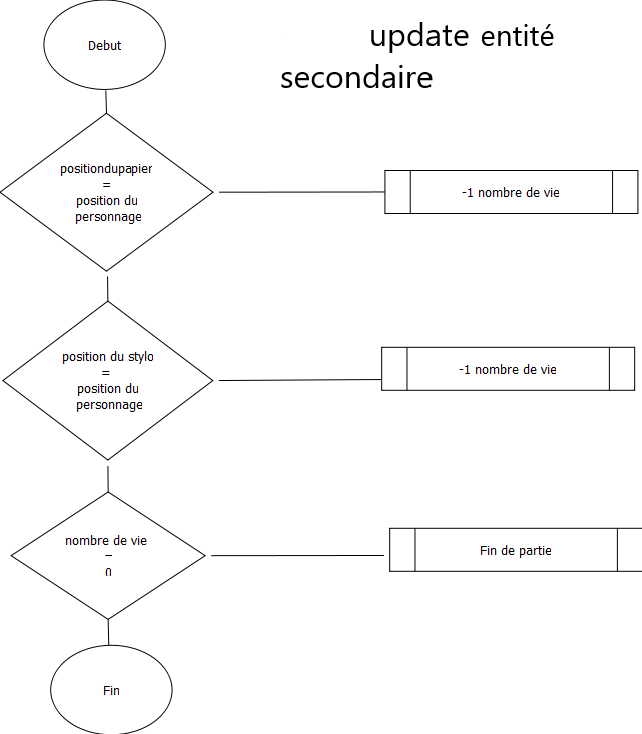 update entité
secondaire
Debut
positiondupapier
=
position du
personnage
-1 nombre de vie
position du stylo
=
position du
personnage
-1 nombre de vie
nombre de vie
=
0
Fin de partie
Fin